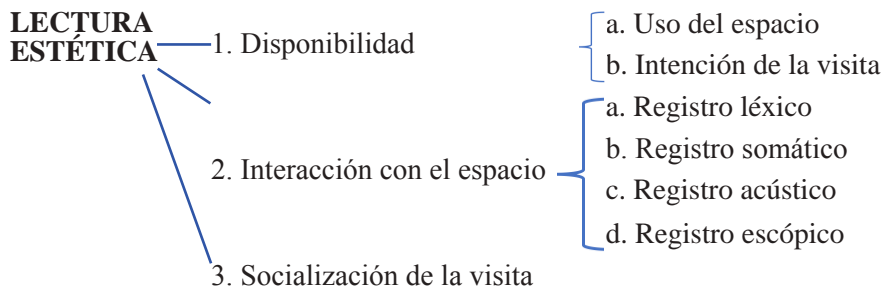 LECTURA
ESTÉTICA
1. Disponibilidad
a. Uso del espacio
b. Intención de la visita
2. Interacción con el espacio
a. Registro léxico
b. Registro somático
c. Registro acústico
d. Registro escópico
3. Socialización de la visita